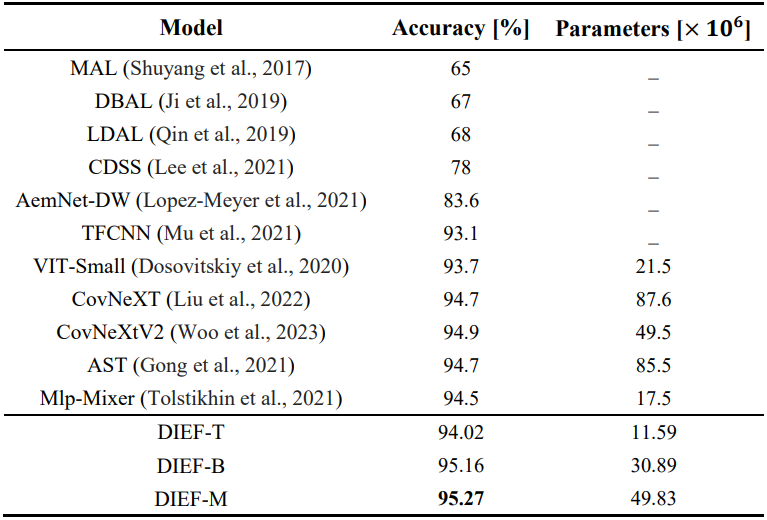 Model Accuracy [%] Parameters [× 10⁶]
MAL (Shuyang et al., 2017) 65 _
DBAL (Ji et al., 2019) 67 _
LDAL (Qin et al., 2019) 68 _
CDSS (Lee et al., 2021) 78 _
AemNet-DW (Lopez-Meyer et al., 2021) 83.6 _
TFCNN (Mu et al., 2021) 93.1 _
VIT-Small (Dosovitskiy et al., 2020) 93.7 21.5
CovNeXT (Liu et al., 2022) 94.7 87.6
CovNeXtV2 (Woo et al., 2023) 94.9 49.5
AST (Gong et al., 2021) 94.7 85.5
Mlp-Mixer (Tolstikhin et al., 2021) 94.5 17.5
DIEF-T 94.02 11.59
DIEF-B 95.16 30.89
DIEF-M 95.27 49.83